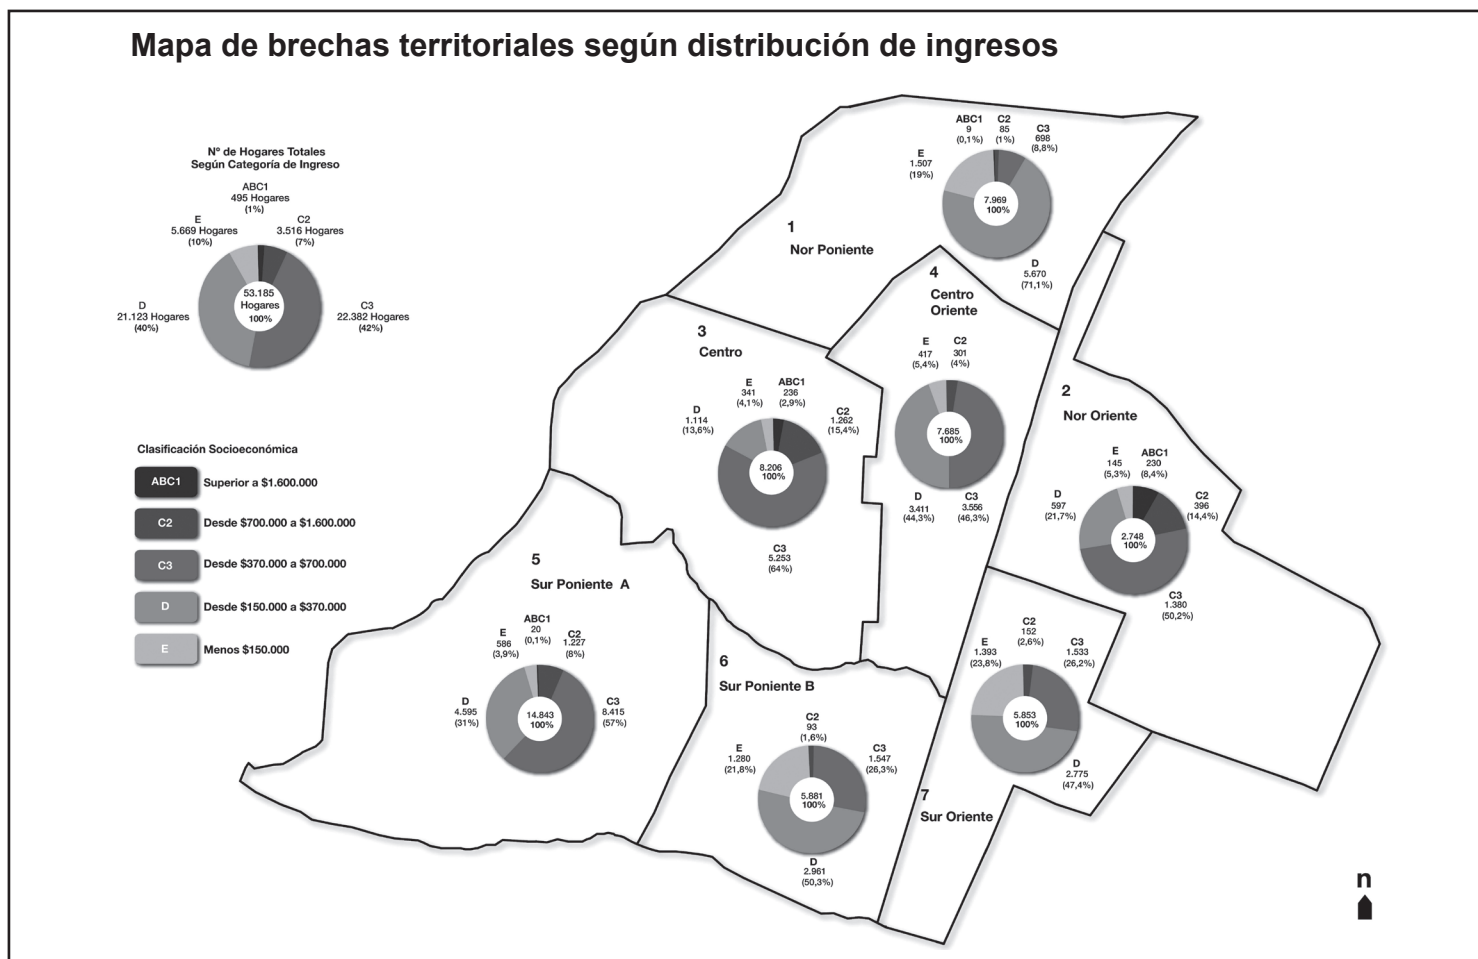 Mapa de brechas territoriales según distribución de ingresos
N° de Hogares Totales
Según Categoría de Ingreso
ABC1
495 Hogares
(1%)
E
5.669 Hogares
(10%)
C2
3.516 Hogares
(7%)
53.185
Hogares
100%
D
21.123 Hogares
(40%)
C3
22.382 Hogares
(42%)
Clasificación Socioeconómica
ABC1 Superior a $1.600.000
C2 Desde $700.000 a $1.600.000
C3 Desde $370.000 a $700.000
D Desde $150.000 a $370.000
E Menos $150.000
1
Nor Poniente
ABC1
9
(0,1%)
C2
85
(1%)
C3
698
(8,8%)
E
1.507
(19%)
7.969
100%
D
5.670
(71,1%)
4
Centro
Oriente
E
417
(5,4%)
C2
301
(4%)
7.685
100%
D
3.411
(44,3%)
C3
3.556
(46,3%)
3
Centro
E
341
(4,1%)
ABC1
236
(2,9%)
D
1.114
(13,6%)
C2
1.262
(15,4%)
8.206
100%
C3
5.253
(64%)
2
Nor Oriente
E
145
(5,3%)
ABC1
230
(8,4%)
D
597
(21,7%)
C2
396
(14,4%)
2.748
100%
C3
1.380
(50,2%)
5
Sur Poniente A
ABC1
20
(0,1%)
E
586
(3,9%)
C2
1.227
(8%)
D
4.595
(31%)
C3
8.415
(57%)
14.843
100%
6
Sur Poniente B
C2
93
(1,6%)
E
1.280
(21,8%)
C3
1.547
(26,3%)
5.881
100%
D
2.961
(50,3%)
7
Sur Oriente
C2
152
(2,6%)
E
1.393
(23,8%)
C3
1.533
(26,2%)
5.853
100%
D
2.775
(47,4%)
n